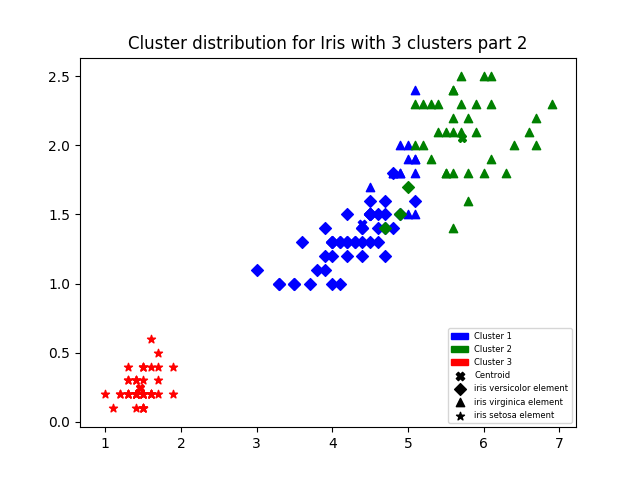 Cluster distribution for Iris with 3 clusters part 2
2.5
2.0
1.5
1.0
0.5
0.0
Cluster 1
Cluster 2
Cluster 3
Centroid
iris versicolor element
iris virginica element
iris setosa element
1 2 3 4 5 6 7